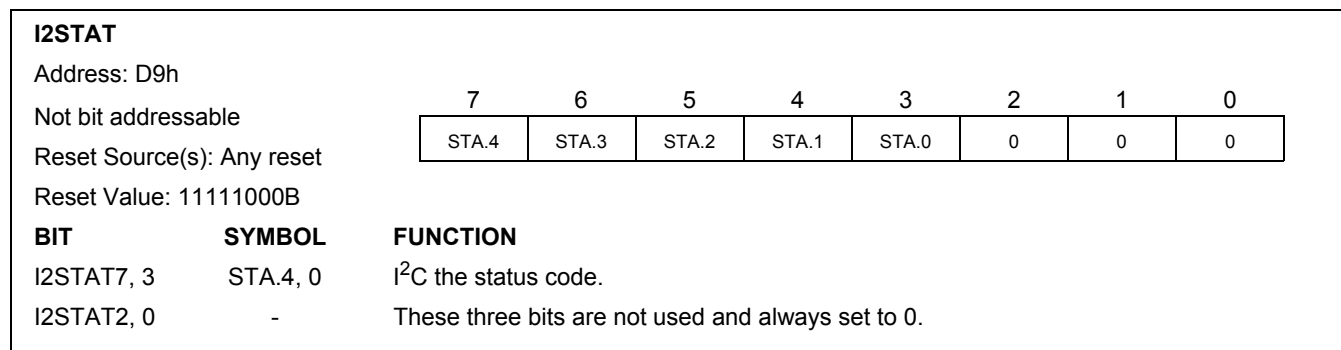 I2STAT
Address: D9h
Not bit addressable
Reset Source(s): Any reset
Reset Value: 11111000B
7 6 5 4 3 2 1 0
STA.4 STA.3 STA.2 STA.1 STA.0 0 0 0
BIT SYMBOL FUNCTION
I2STAT7, 3 STA.4, 0 I²C the status code.
I2STAT2, 0 - These three bits are not used and always set to 0.